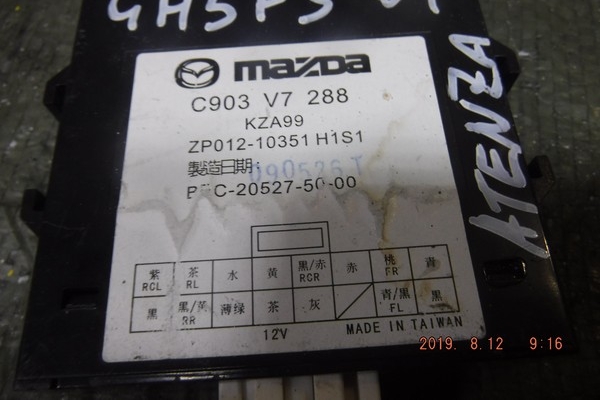 GH5FS
mazda
C903 V7 288
KZA99
ZP012-10351 H1S1
製造日期: 090526 T
C-20527-50-00
紫 茶 水 黄 黒/赤 赤 桃 青
RCL RL RCR FR
黒 黒/黄 薄绿 茶 灰 青/黒 黒
RR FL
12V MADE IN TAIWAN
ATENZA
2019. 8.12 9:16